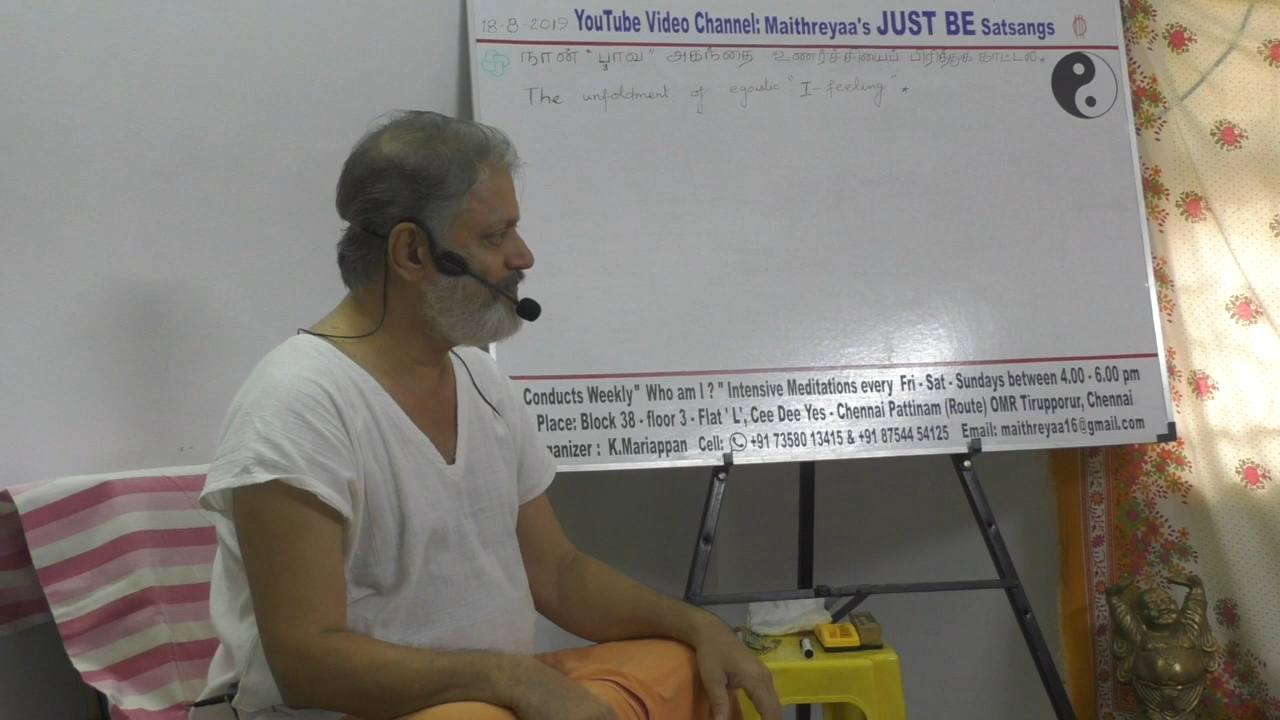 18-8-2019 YouTube Video Channel: Maithreyaa's JUST BE Satsangs
நான் "பாவ" அகந்தை உணர்ச்சியைப் பிரித்துக் காட்டல்.
The unfoldment of egoistic "I-feeling" *
Conducts Weekly" Who am I ? " Intensive Meditations every Fri - Sat - Sundays between 4.00 - 6.00 pm
Place: Block 38 - floor 3 - Flat ' L', Cee Dee Yes - Chennai Pattinam (Route) OMR Tirupporur, Chennai
ganizer : K.Mariappan Cell: +91 73580 13415 & +91 87544 54125 Email: maithreyaa16@gmail.com